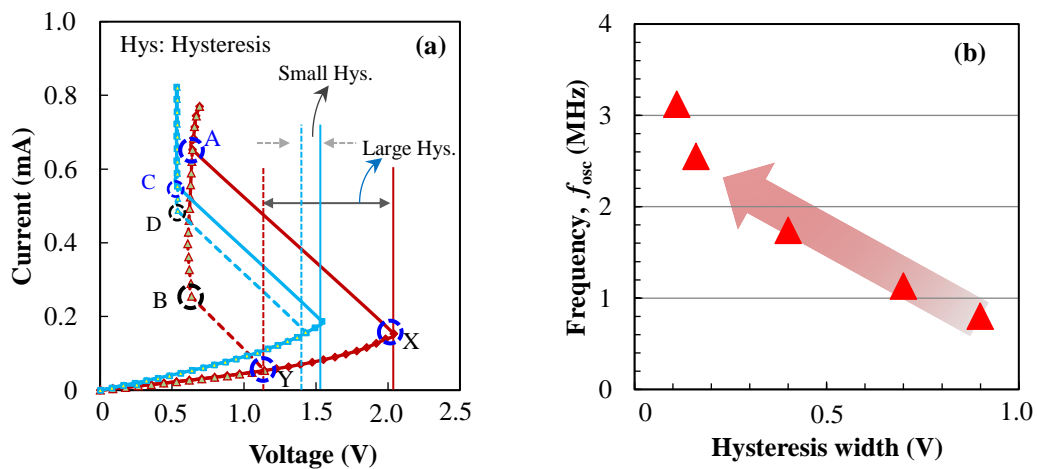 Hys: Hysteresis
(a)
Small Hys.
Large Hys.
A
C
D
B
X
Y
1.0
0.8
0.6
0.4
0.2
0
0
0.5
1.0
1.5
2.0
2.5
Current (mA)
Voltage (V)
(b)
4
3
2
1
0
0
0.5
1.0
Frequency, fosc (MHz)
Hysteresis width (V)